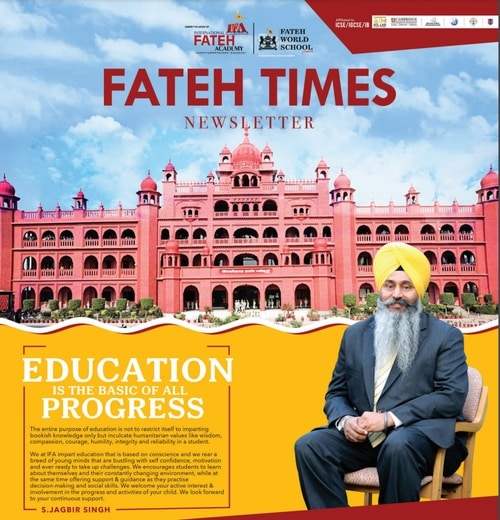 INTERNATIONAL
FATEH
ACADEMY
IFA
FATEH
WORLD
SCHOOL
Affiliated to
ICSE/IGCSE/IB
FATEH TIMES
NEWSLETTER
EDUCATION
IS THE BASIC OF ALL
PROGRESS
The entire purpose of education is not to restrict itself to imparting
bookish knowledge only but inculcate humanitarian values like wisdom,
compassion, courage, humility, integrity and reliability in a student.
We at IFA impart education that is based on conscience and we rear a
breed of young minds that are bustling with self confidence, motivation
and ever ready to take up challenges. We encourages students to learn
about themselves and their constantly changing environment, while at
the same time offering support & guidance as they practise
decision-making and social skills. We welcome your active interest &
involvement in the progress and activities of your child. We look forward
to your continuous support.
S.JAGBIR SINGH